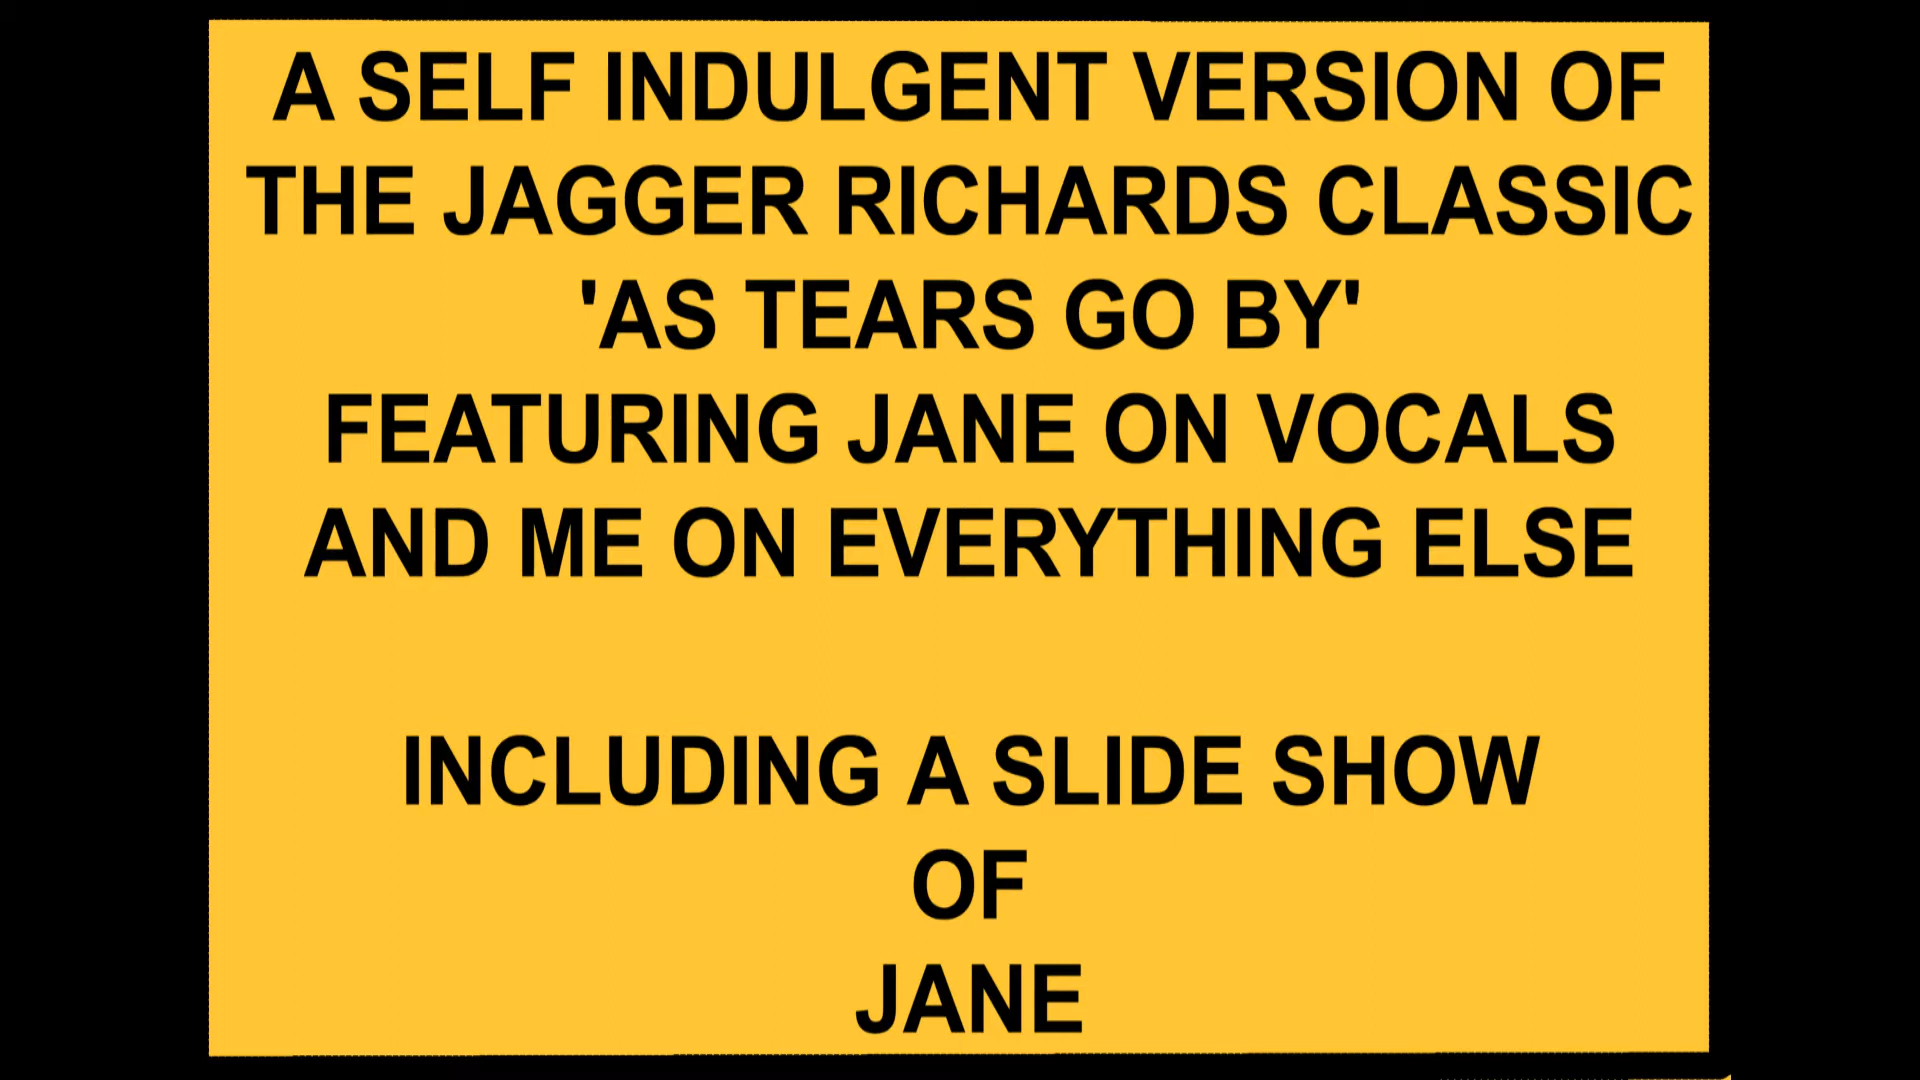 A SELF INDULGENT VERSION OF
THE JAGGER RICHARDS CLASSIC
'AS TEARS GO BY'
FEATURING JANE ON VOCALS
AND ME ON EVERYTHING ELSE
INCLUDING A SLIDE SHOW
OF
JANE